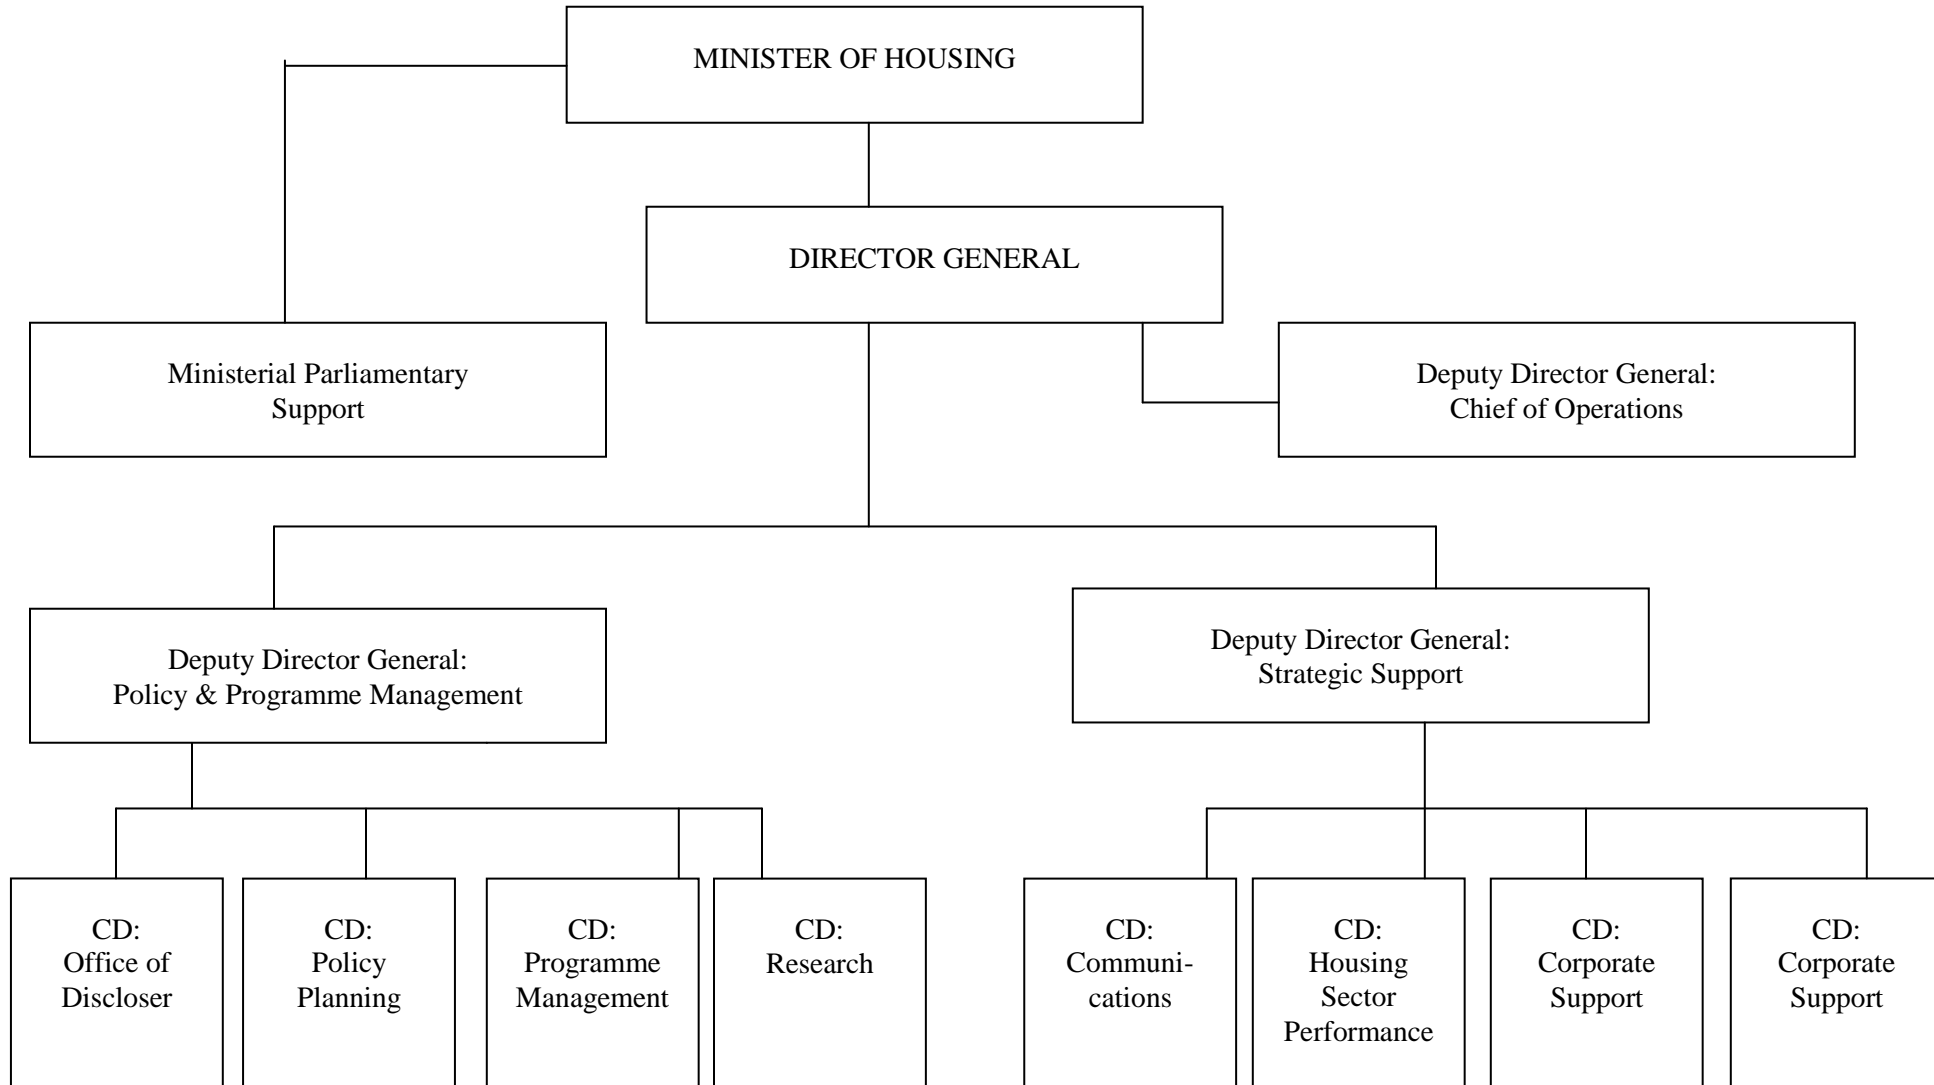 MINISTER OF HOUSING
DIRECTOR GENERAL
Ministerial Parliamentary
Support
Deputy Director General:
Chief of Operations
Deputy Director General:
Policy & Programme Management
Deputy Director General:
Strategic Support
CD:
Office of
Discloser
CD:
Policy
Planning
CD:
Programme
Management
CD:
Research
CD:
Communi-
cations
CD:
Housing
Sector
Performance
CD:
Corporate
Support
CD:
Corporate
Support